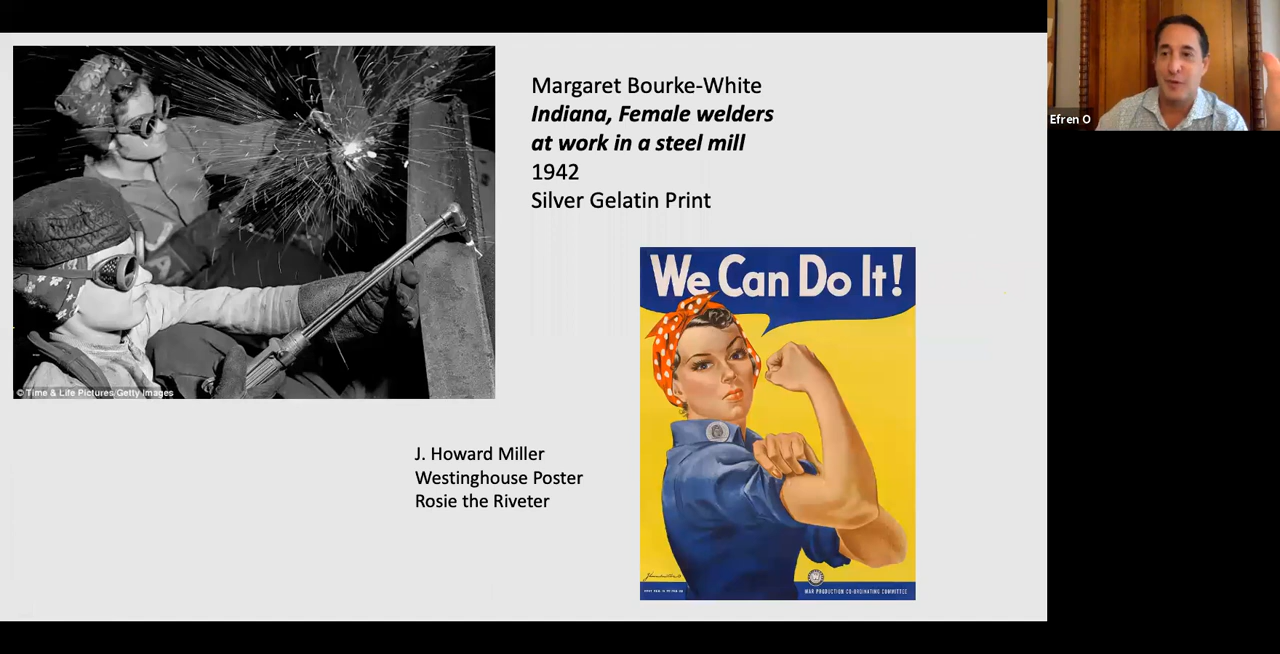 Margaret Bourke-White
Indiana, Female welders
at work in a steel mill
1942
Silver Gelatin Print
© Time & Life Pictures/Getty Images
We Can Do It!
J. Howard Miller
Westinghouse Poster
Rosie the Riveter
WAR PRODUCTION CO-ORDINATING COMMITTEE
Efren O